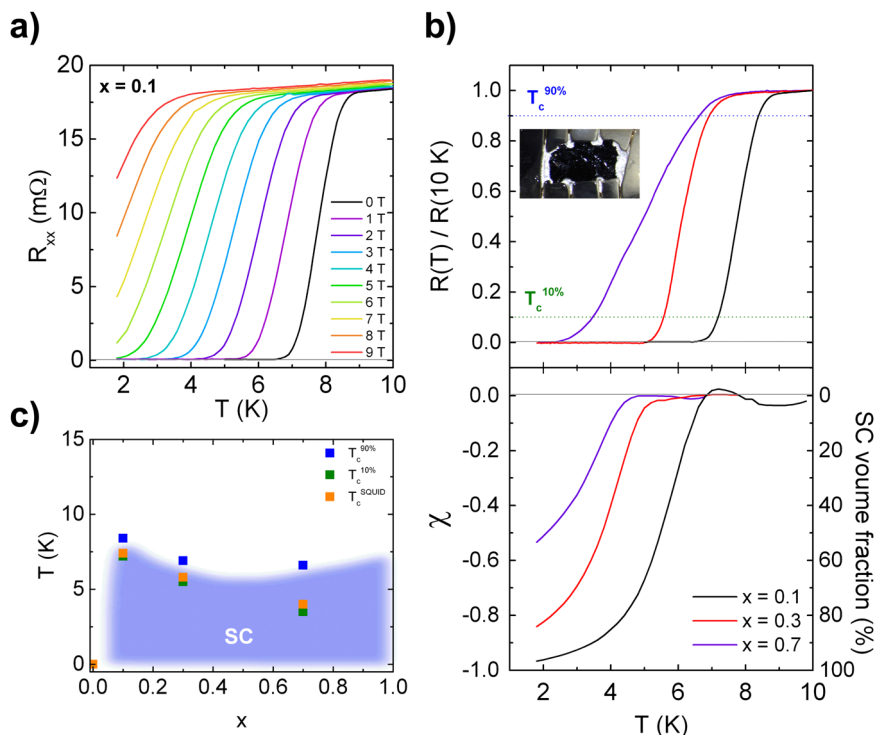 a)
x = 0.1
20
15
10
5
0
2
4
6
8
10
R_xx (mΩ)
T (K)
0 T
1 T
2 T
3 T
4 T
5 T
6 T
7 T
8 T
9 T
b)
1.0
0.8
0.6
0.4
0.2
0.0
R(T) / R(10 K)
T_c^90%
T_c^10%
0.0
-0.2
-0.4
-0.6
-0.8
-1.0
χ
0
20
40
60
80
100
SC volume fraction (%)
x = 0.1
x = 0.3
x = 0.7
2
4
6
8
10
T (K)
c)
15
10
5
0
T (K)
T_c^90%
T_c^10%
T_c^SQUID
SC
0.0
0.2
0.4
0.6
0.8
1.0
x